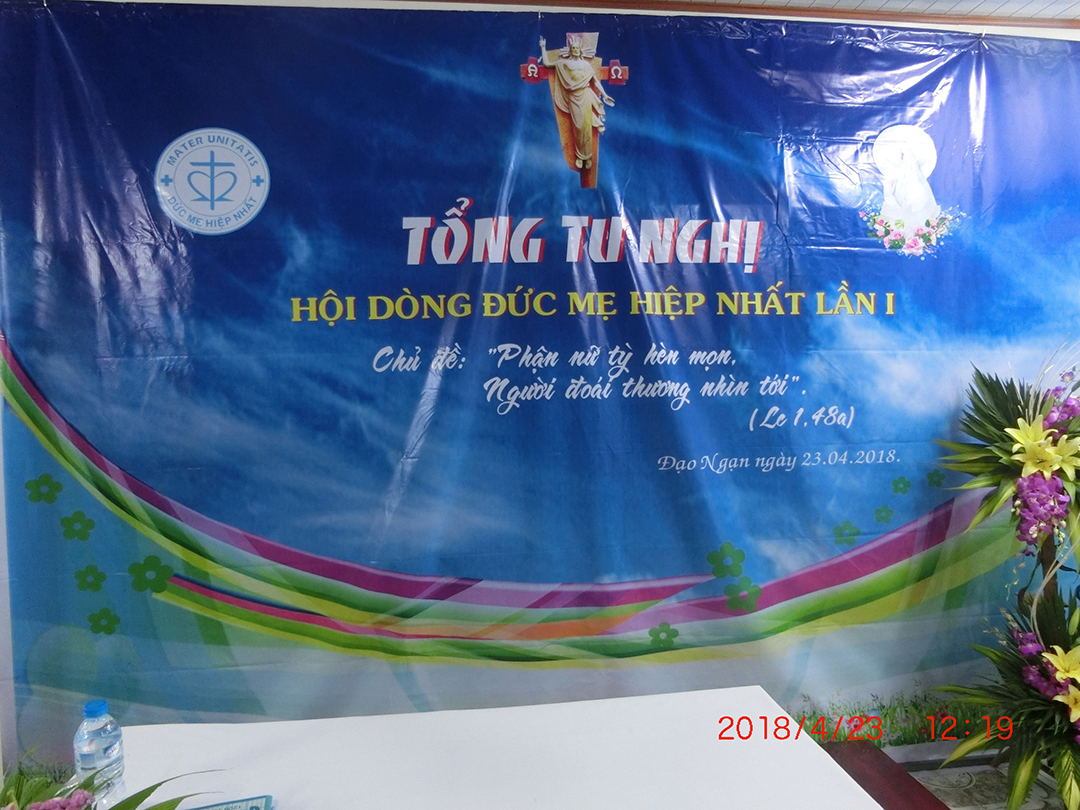 Α Ω
MATER UNITATIS
ĐỨC MẸ HIỆP NHẤT
TỔNG TU NGHỊ
HỘI DÒNG ĐỨC MẸ HIỆP NHẤT LẦN I
Chủ đề: "Phận nữ tỳ hèn mọn,
Người đoái thương nhìn tới".
(Lc 1,48a)
Đạo Ngạn ngày 23.04.2018.
2018/4/23 12:19